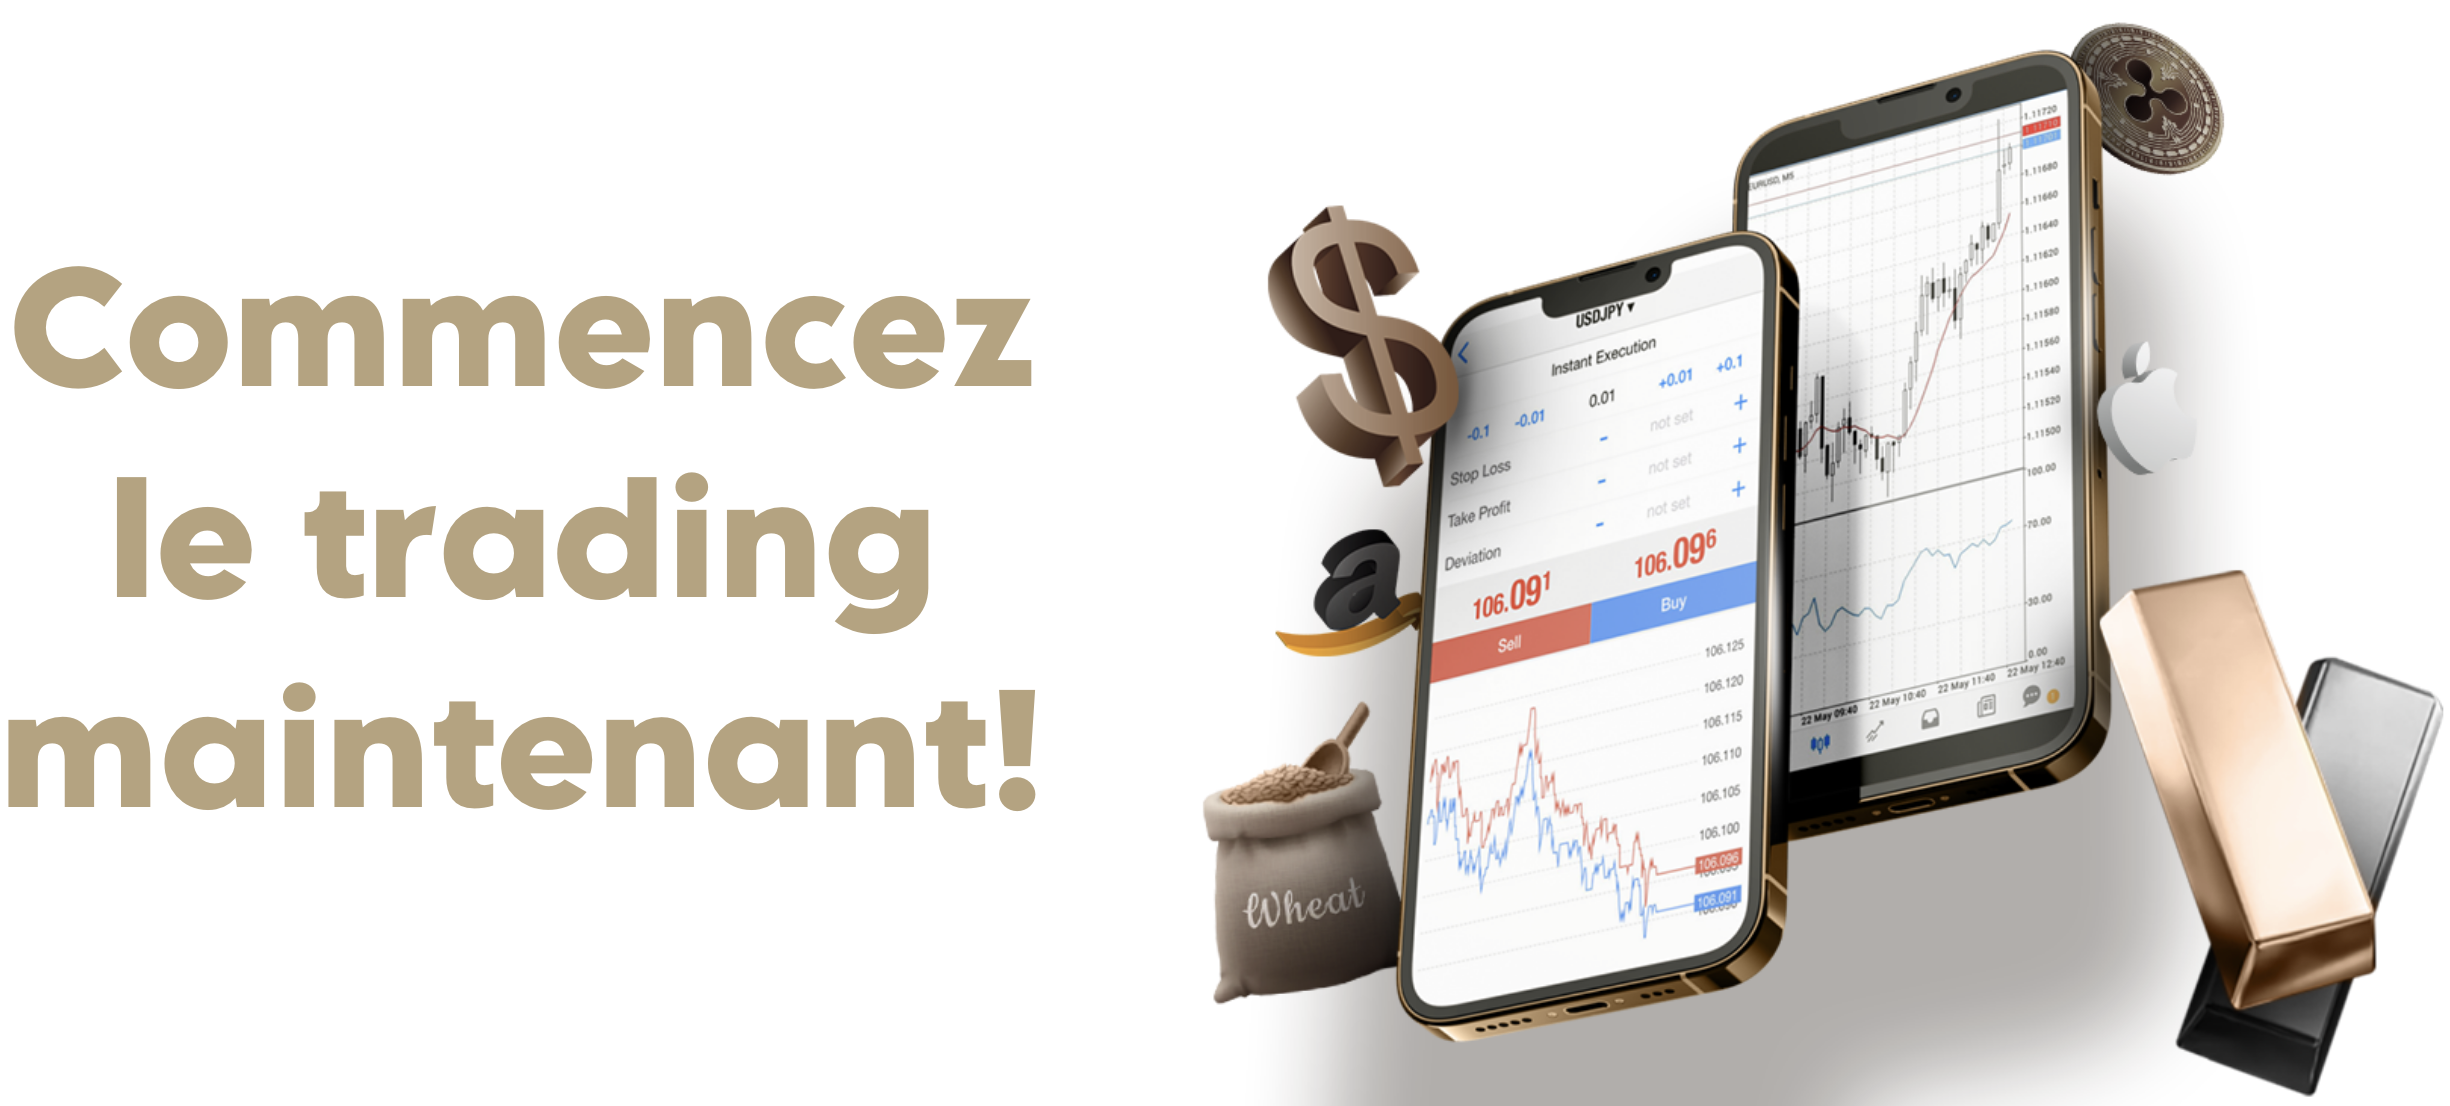 Commencez
le trading
maintenant!
USDJPY ▾
Instant Execution
-0.1 -0.01 0.01 +0.01 +0.1
Stop Loss - not set +
Take Profit - not set +
Deviation - not set +
106.091 106.096
Sell Buy
106.125
106.120
106.115
106.110
106.105
106.100
106.096
106.091
Wheat
a
$
EURUSD, M5
1.11720
1.11680
1.11660
1.11640
1.11620
1.11600
1.11580
1.11560
1.11540
1.11520
1.11500
100.00
70.00
30.00
0.00
22 May 09:40 22 May 10:40 22 May 11:40 22 May 12:40